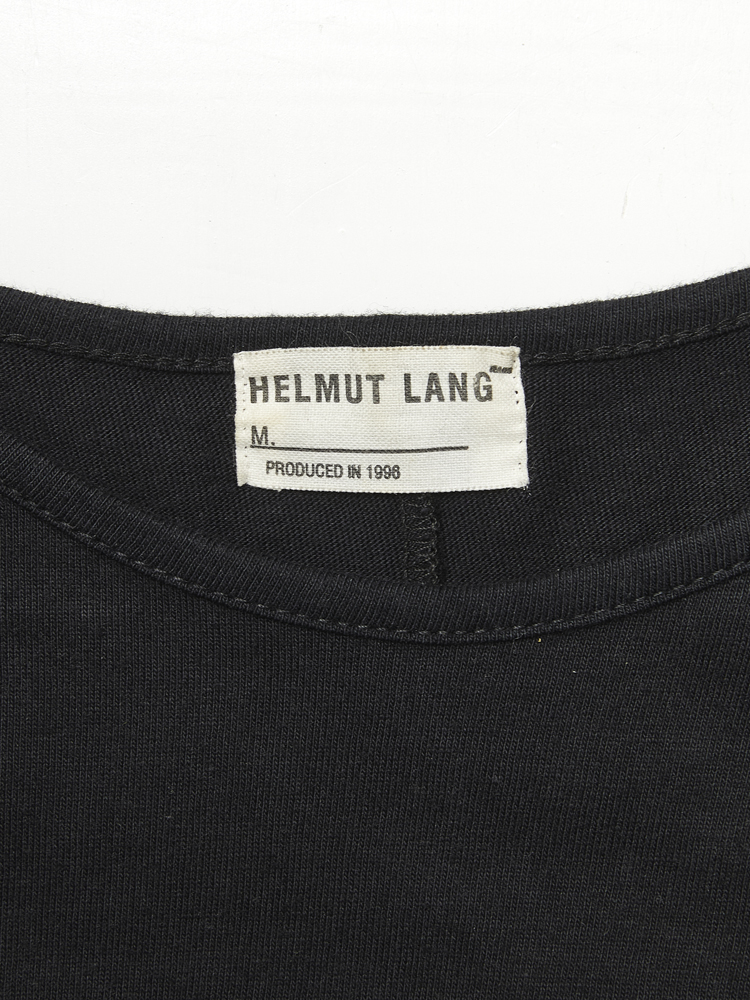 HELMUT LANG
M.
PRODUCED IN 1996